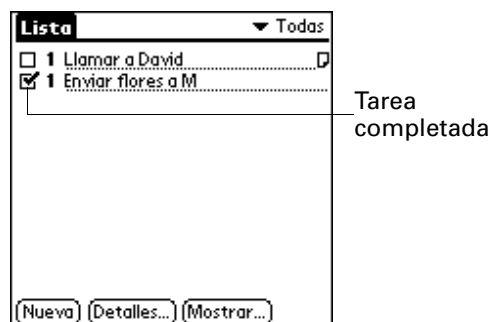 Lista Todas
1 Llamar a David
1 Enviar flores a M
Tarea
completada
Nueva Detalles... Mostrar...